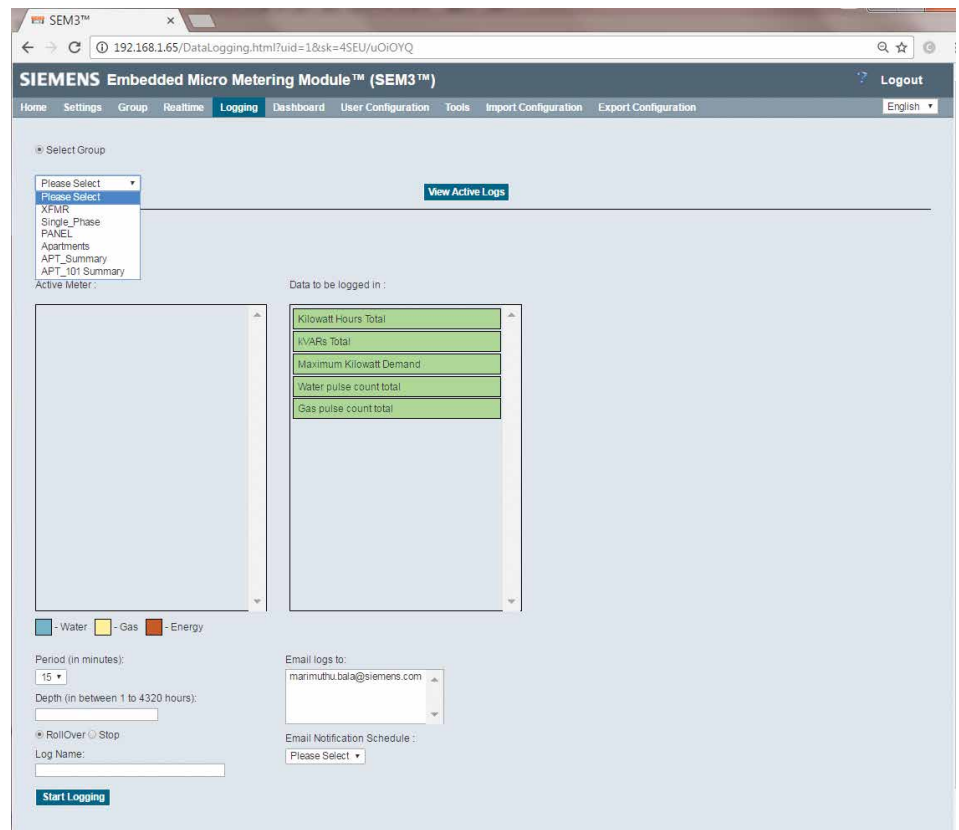 SEM3™
192.168.1.65/DataLogging.html?uid=1&sk=4SEU/uOiOYQ
SIEMENS Embedded Micro Metering Module™ (SEM3™)
? Logout
Home Settings Group Realtime Logging Dashboard User Configuration Tools Import Configuration Export Configuration
English
Select Group
Please Select
View Active Logs
Please Select
XFMR
Single_Phase
PANEL
Apartments
APT_Summary
APT_101 Summary
Active Meter :
Data to be logged in :
Kilowatt Hours Total
kVARs Total
Maximum Kilowatt Demand
Water pulse count total
Gas pulse count total
- Water - Gas - Energy
Period (in minutes):
15
Depth (in between 1 to 4320 hours):
RollOver Stop
Log Name:
Email logs to:
marimuthu.bala@siemens.com
Email Notification Schedule :
Please Select
Start Logging